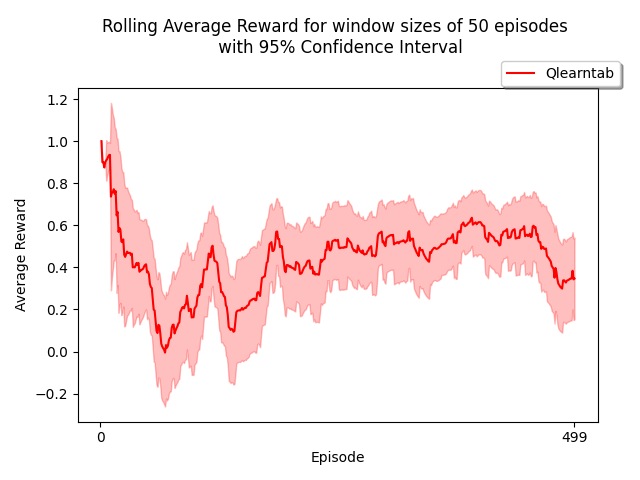 Rolling Average Reward for window sizes of 50 episodes
with 95% Confidence Interval
Qlearntab
1.2
1.0
0.8
0.6
0.4
0.2
0.0
−0.2
Average Reward
0
499
Episode